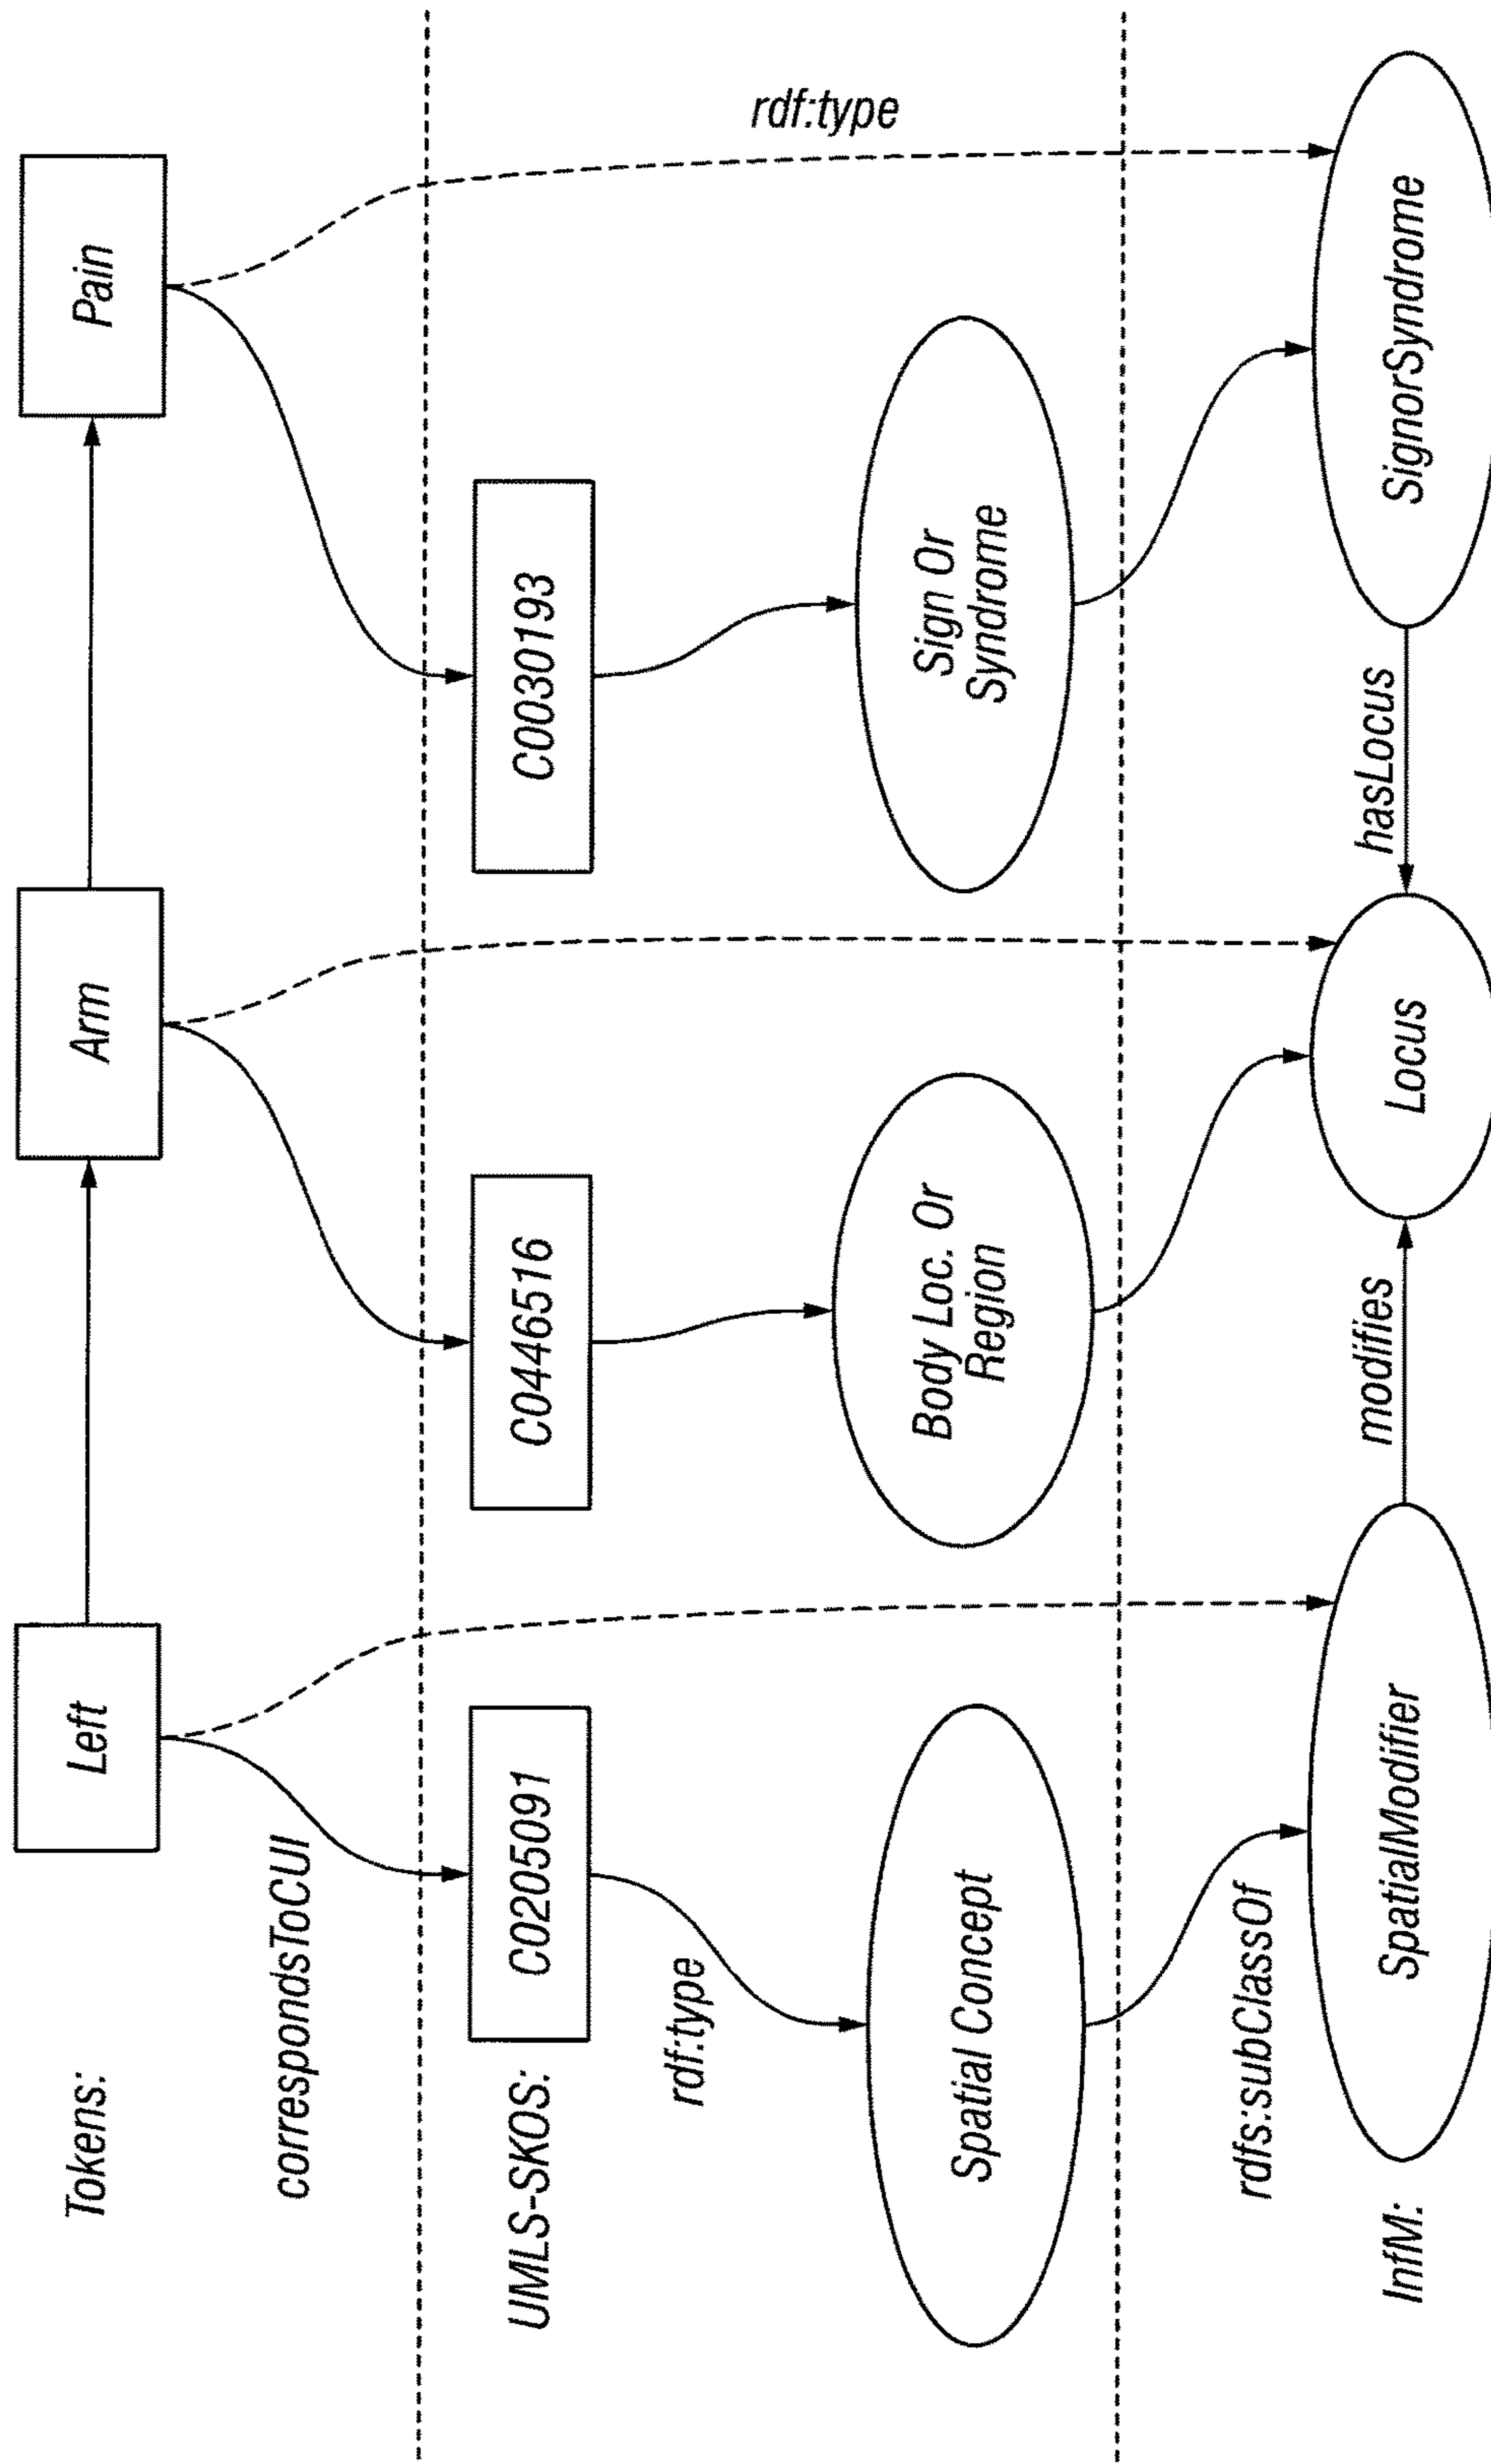 Tokens:
Left
Arm
Pain
correspondsToCUI
UMLS-SKOS:
C0205091
C0446516
C0030193
rdf:type
rdf:type
Spatial Concept
Body Loc. Or
Region
Sign Or
Syndrome
rdfs:subClassOf
InfM:
SpatialModifier
modifies
Locus
hasLocus
SignorSyndrome